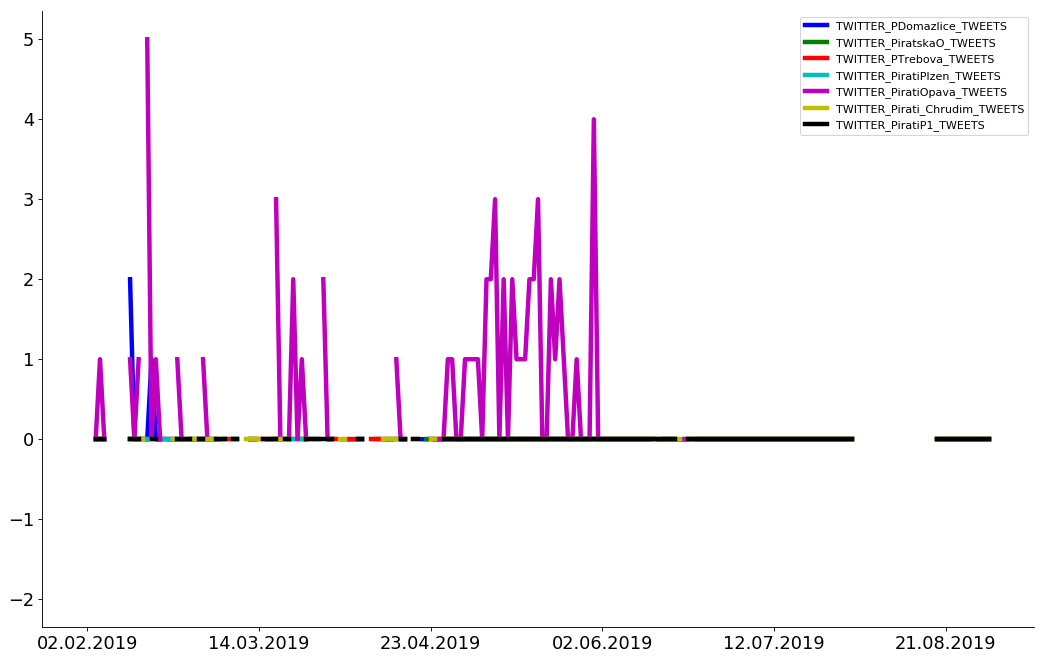 TWITTER_PDomazlice_TWEETS
TWITTER_PiratskaO_TWEETS
TWITTER_PTrebova_TWEETS
TWITTER_PiratiPlzen_TWEETS
TWITTER_PiratiOpava_TWEETS
TWITTER_Pirati_Chrudim_TWEETS
TWITTER_PiratiP1_TWEETS
5
4
3
2
1
0
−1
−2
02.02.2019 14.03.2019 23.04.2019 02.06.2019 12.07.2019 21.08.2019